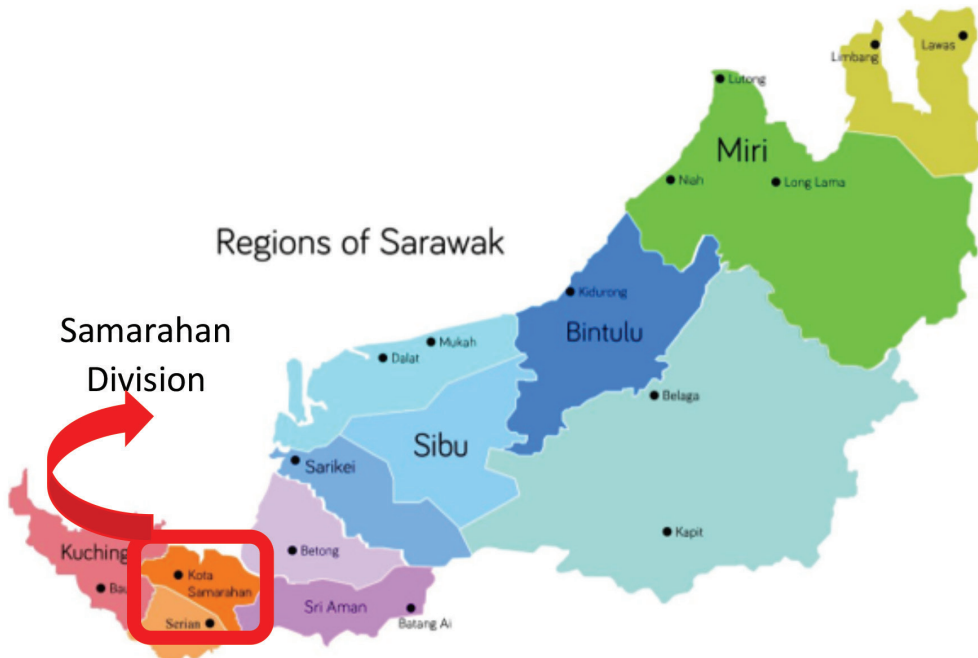 Limbang
Lawas
Lutong
Miri
Niah
Long Lama
Regions of Sarawak
Kidurong
Samarahan
Division
Bintulu
Mukah
Dalat
Belaga
Sibu
Sarikei
Kapit
Kuching
Betong
Kota
Samarahan
Bau
Sri Aman
Serian
Batang Ai